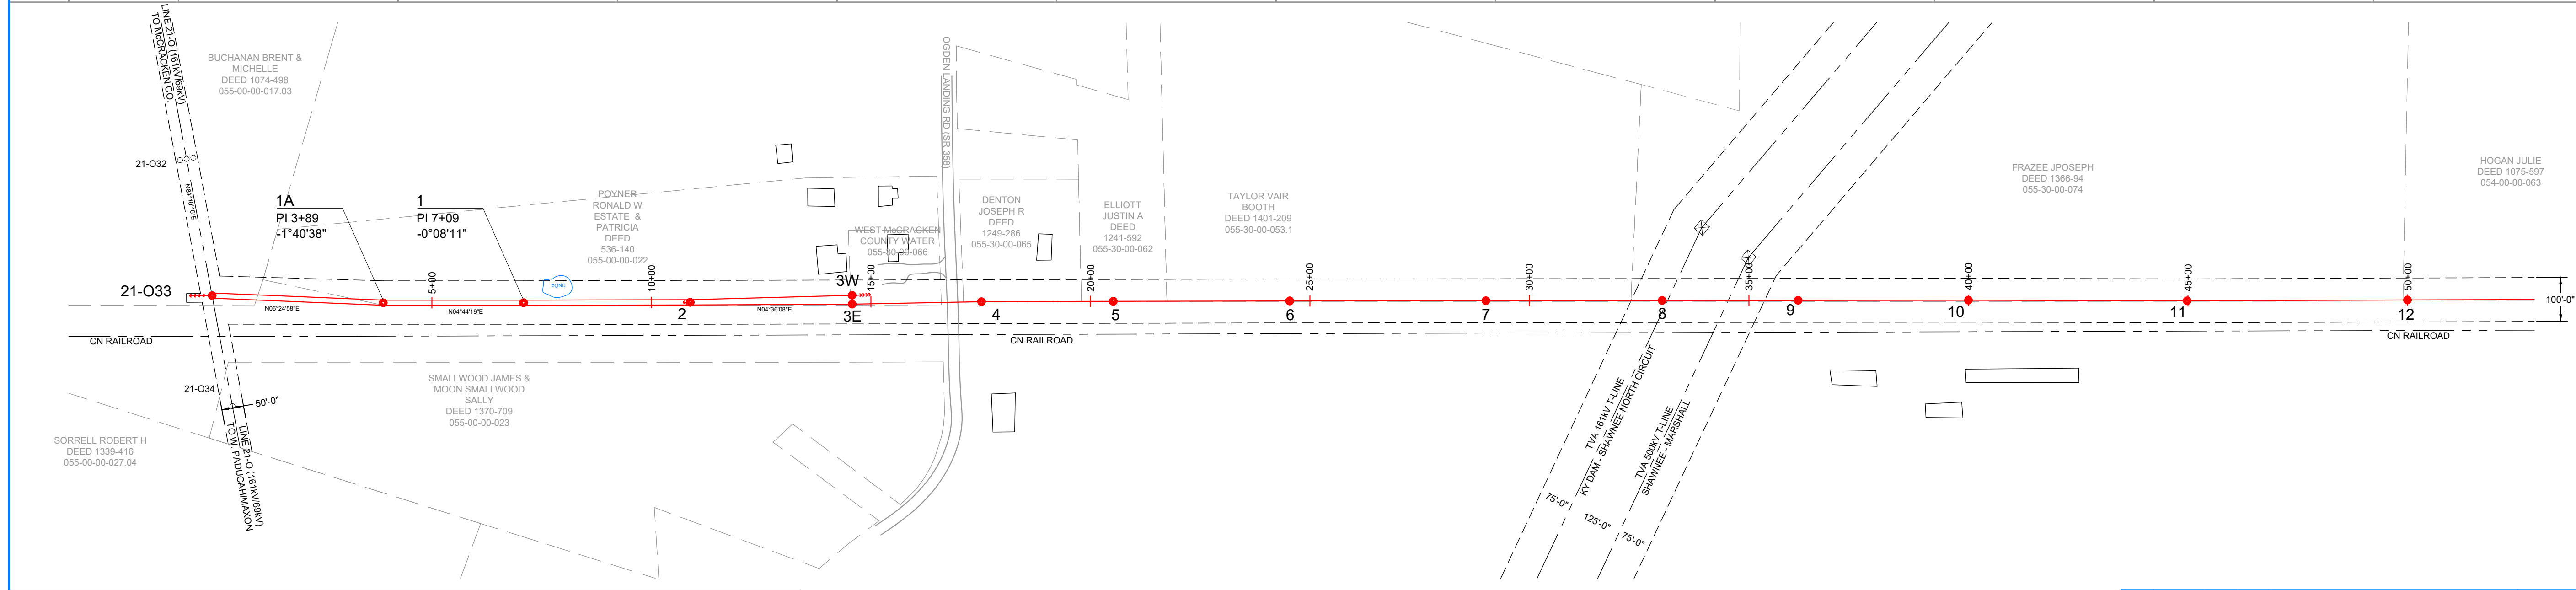 LINE 21-O (161kV/69kV)
TO McCRACKEN CO.
BUCHANAN BRENT &
MICHELLE
DEED 1074-498
055-00-00-017.03
21-O32
N84°10'16"E
1A
PI 3+89
-1°40'38"
1
PI 7+09
-0°08'11"
POYNER
RONALD W
ESTATE &
PATRICIA
DEED
536-140
055-00-00-022
OGDEN LANDING RD (SR 358)
WEST McCRACKEN
COUNTY WATER
055-30-00-066
DENTON
JOSEPH R
DEED
1249-286
055-30-00-065
ELLIOTT
JUSTIN A
DEED
1241-592
055-30-00-062
TAYLOR VAIR
BOOTH
DEED 1401-209
055-30-00-053.1
FRAZEE JPOSEPH
DEED 1366-94
055-30-00-074
HOGAN JULIE
DEED 1075-597
054-00-00-063
21-O33
5+00
POND
10+00
3W
15+00
20+00
25+00
30+00
35+00
40+00
45+00
50+00
100'-0"
N06°24'58"E
N04°44'19"E
2
N04°36'08"E
3E
4
5
6
7
8
9
10
11
12
CN RAILROAD
CN RAILROAD
CN RAILROAD
21-O34
50'-0"
LINE 21-O (161kV/69kV)
TO W. PADUCAH/MAXON
SMALLWOOD JAMES &
MOON SMALLWOOD
SALLY
DEED 1370-709
055-00-00-023
SORRELL ROBERT H
DEED 1339-416
055-00-00-027.04
TVA 161kV T-LINE
KY DAM - SHAWNEE NORTH CIRCUIT
TVA 500kV T-LINE
SHAWNEE - MARSHALL
75'-0"
125'-0"
75'-0"